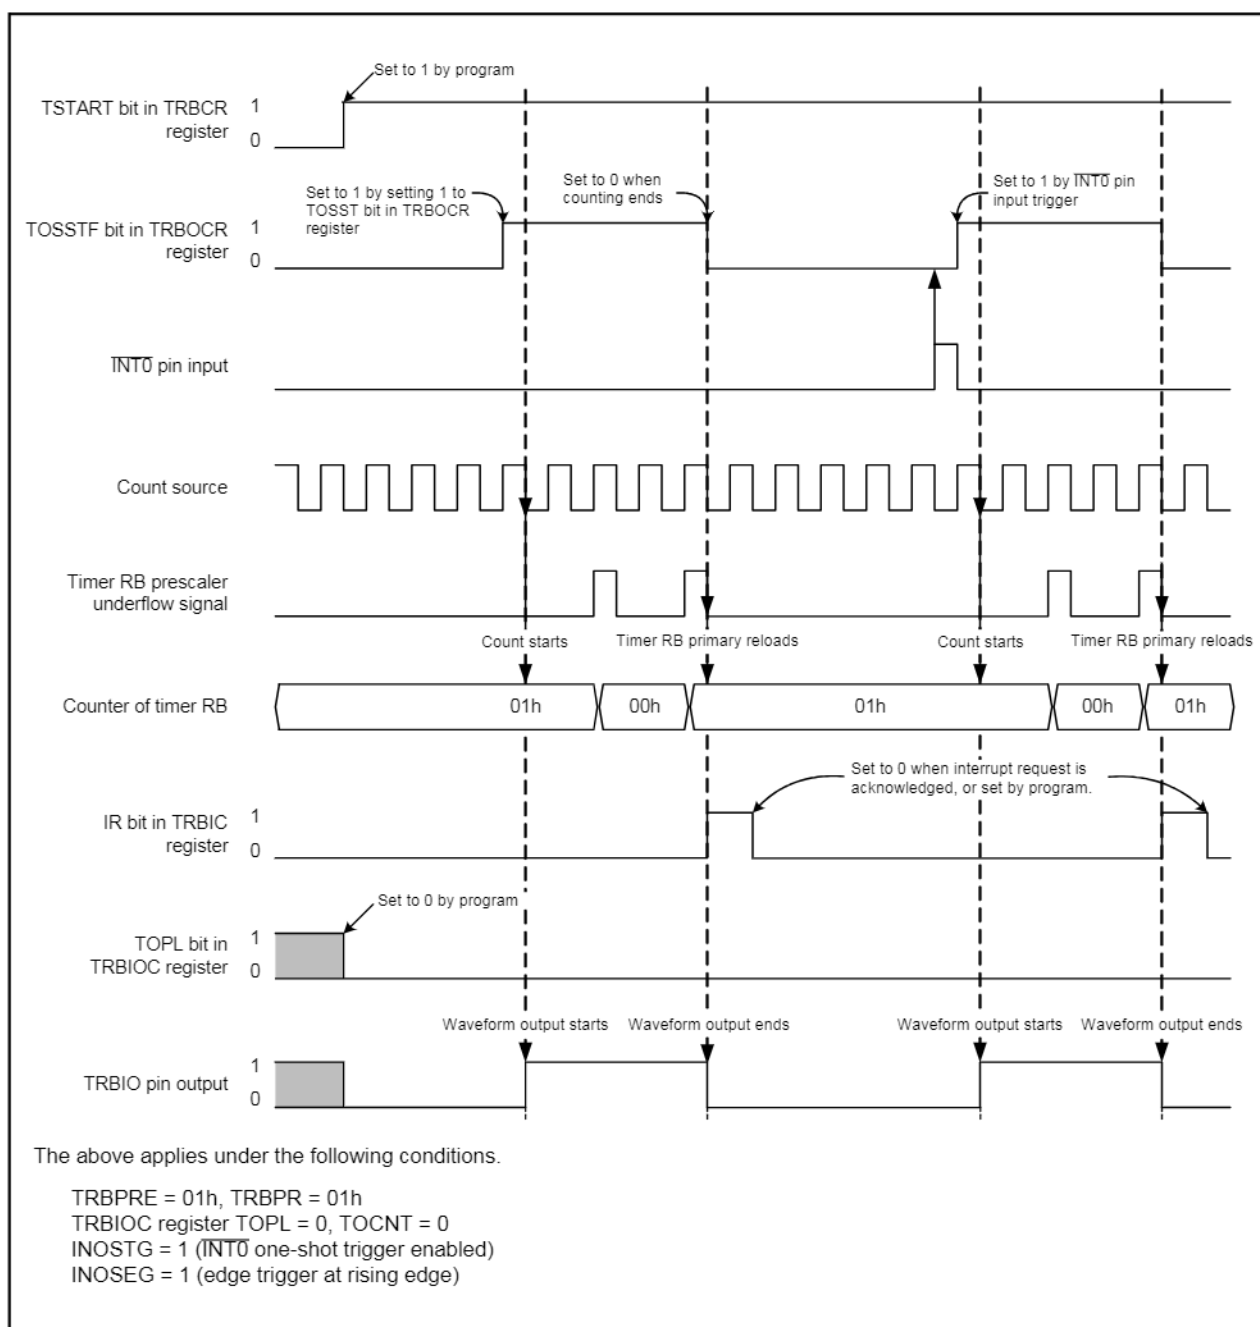 Set to 1 by program
TSTART bit in TRBCR
register
1
0
Set to 1 by setting 1 to
TOSST bit in TRBOCR
register
Set to 0 when
counting ends
Set to 1 by INT0 pin
input trigger
TOSSTF bit in TRBOCR
register
1
0
INT0 pin input
Count source
Timer RB prescaler
underflow signal
Count starts
Timer RB primary reloads
Count starts
Timer RB primary reloads
Counter of timer RB
01h
00h
01h
00h
01h
Set to 0 when interrupt request is
acknowledged, or set by program.
IR bit in TRBIC
register
1
0
Set to 0 by program
TOPL bit in
TRBIOC register
1
0
Waveform output starts
Waveform output ends
Waveform output starts
Waveform output ends
TRBIO pin output
1
0
The above applies under the following conditions.
TRBPRE = 01h, TRBPR = 01h
TRBIOC register TOPL = 0, TOCNT = 0
INOSTG = 1 (INT0 one-shot trigger enabled)
INOSEG = 1 (edge trigger at rising edge)